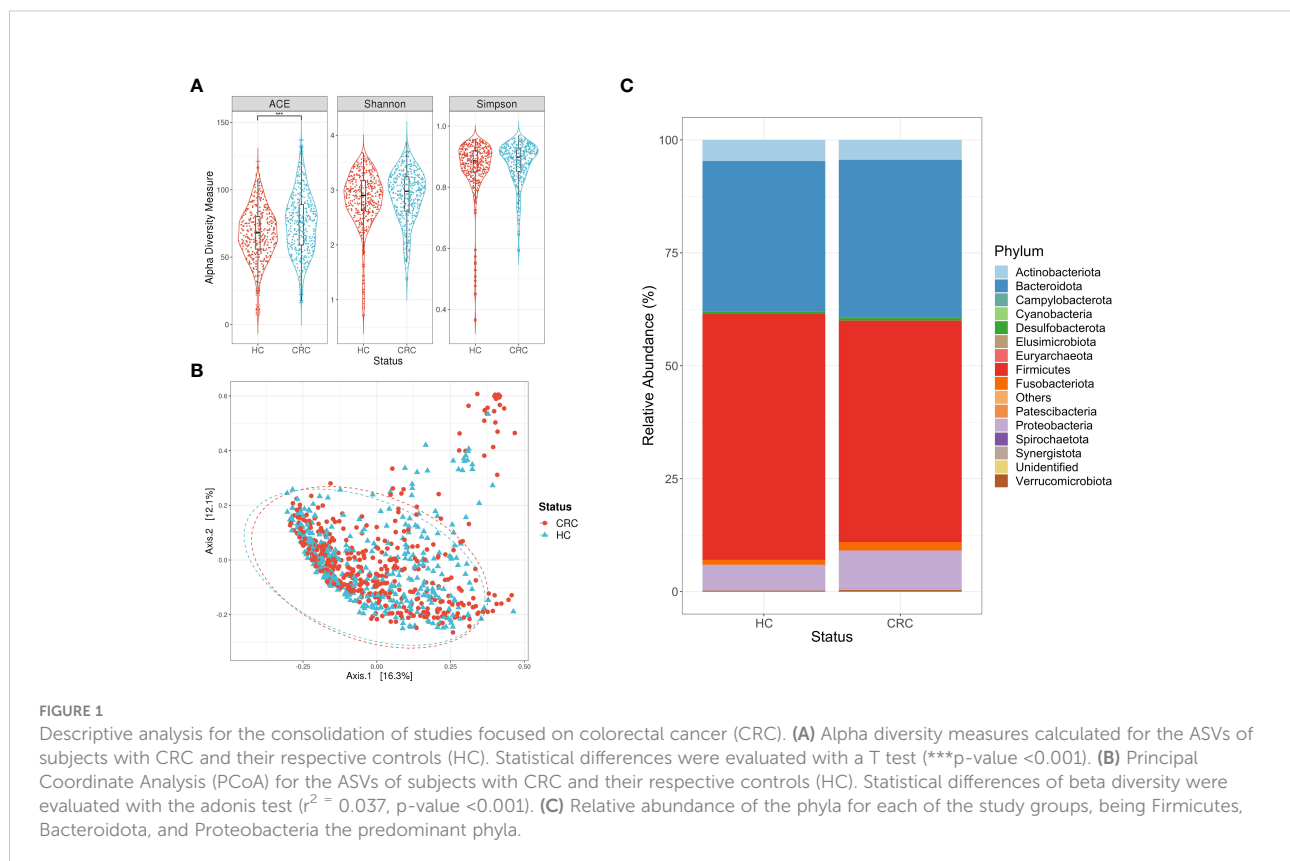 A
ACE
Shannon
Simpson
***
Alpha Diversity Measure
150
100
50
0
4
3
2
1
1.0
0.8
0.6
0.4
HC
CRC
HC
CRC
HC
CRC
Status
B
Axis.2 [12.1%]
0.6
0.4
0.2
0.0
-0.2
-0.25
0.00
0.25
0.50
Axis.1 [16.3%]
Status
CRC
HC
C
Relative Abundance (%)
100
75
50
25
0
HC
CRC
Status
Phylum
Actinobacteriota
Bacteroidota
Campylobacterota
Cyanobacteria
Desulfobacterota
Elusimicrobiota
Euryarchaeota
Firmicutes
Fusobacteriota
Others
Patescibacteria
Proteobacteria
Spirochaetota
Synergistota
Unidentified
Verrucomicrobiota
FIGURE 1
Descriptive analysis for the consolidation of studies focused on colorectal cancer (CRC). (A) Alpha diversity measures calculated for the ASVs of
subjects with CRC and their respective controls (HC). Statistical differences were evaluated with a T test (***p-value <0.001). (B) Principal
Coordinate Analysis (PCoA) for the ASVs of subjects with CRC and their respective controls (HC). Statistical differences of beta diversity were
evaluated with the adonis test (r² = 0.037, p-value <0.001). (C) Relative abundance of the phyla for each of the study groups, being Firmicutes,
Bacteroidota, and Proteobacteria the predominant phyla.